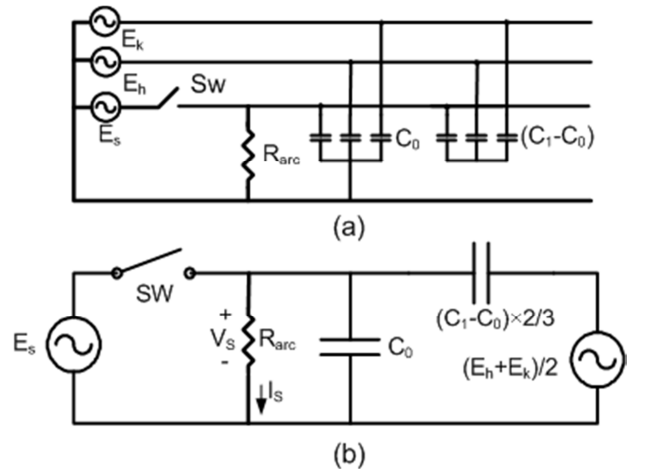 Eₖ
Eₕ
Sw
Eₛ
Rarc
C₀
(C₁-C₀)
(a)
SW
(C₁-C₀)×2/3
Eₛ
+
Vₛ
-
Rarc
C₀
(Eₕ+Eₖ)/2
Iₛ
(b)